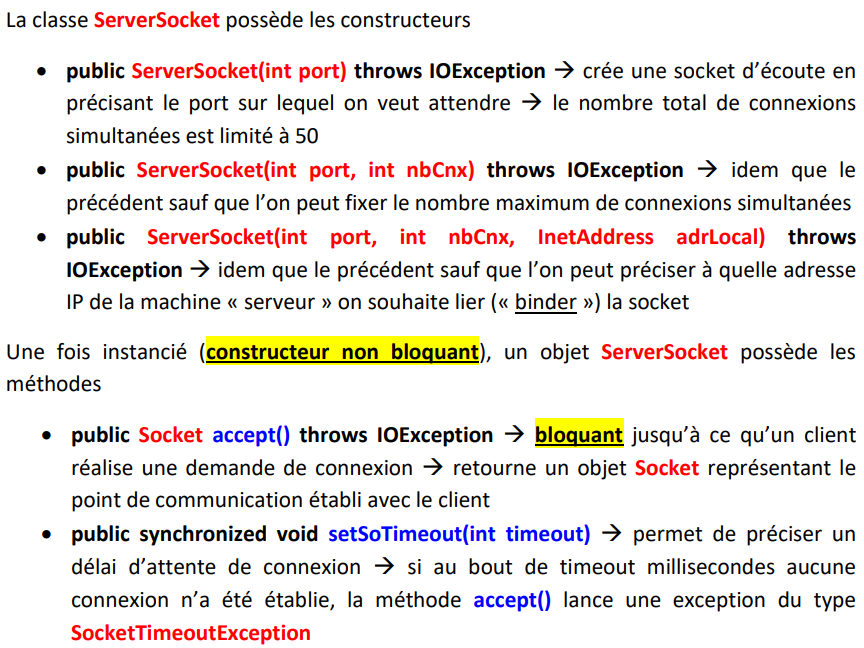 La classe ServerSocket possède les constructeurs
• public ServerSocket(int port) throws IOException → crée une socket d'écoute en
précisant le port sur lequel on veut attendre → le nombre total de connexions
simultanées est limité à 50
• public ServerSocket(int port, int nbCnx) throws IOException → idem que le
précédent sauf que l'on peut fixer le nombre maximum de connexions simultanées
• public ServerSocket(int port, int nbCnx, InetAddress adrLocal) throws
IOException → idem que le précédent sauf que l'on peut préciser à quelle adresse
IP de la machine « serveur » on souhaite lier (« binder ») la socket
Une fois instancié (constructeur non bloquant), un objet ServerSocket possède les
méthodes
• public Socket accept() throws IOException → bloquant jusqu'à ce qu'un client
réalise une demande de connexion → retourne un objet Socket représentant le
point de communication établi avec le client
• public synchronized void setSoTimeout(int timeout) → permet de préciser un
délai d'attente de connexion → si au bout de timeout millisecondes aucune
connexion n'a été établie, la méthode accept() lance une exception du type
SocketTimeoutException